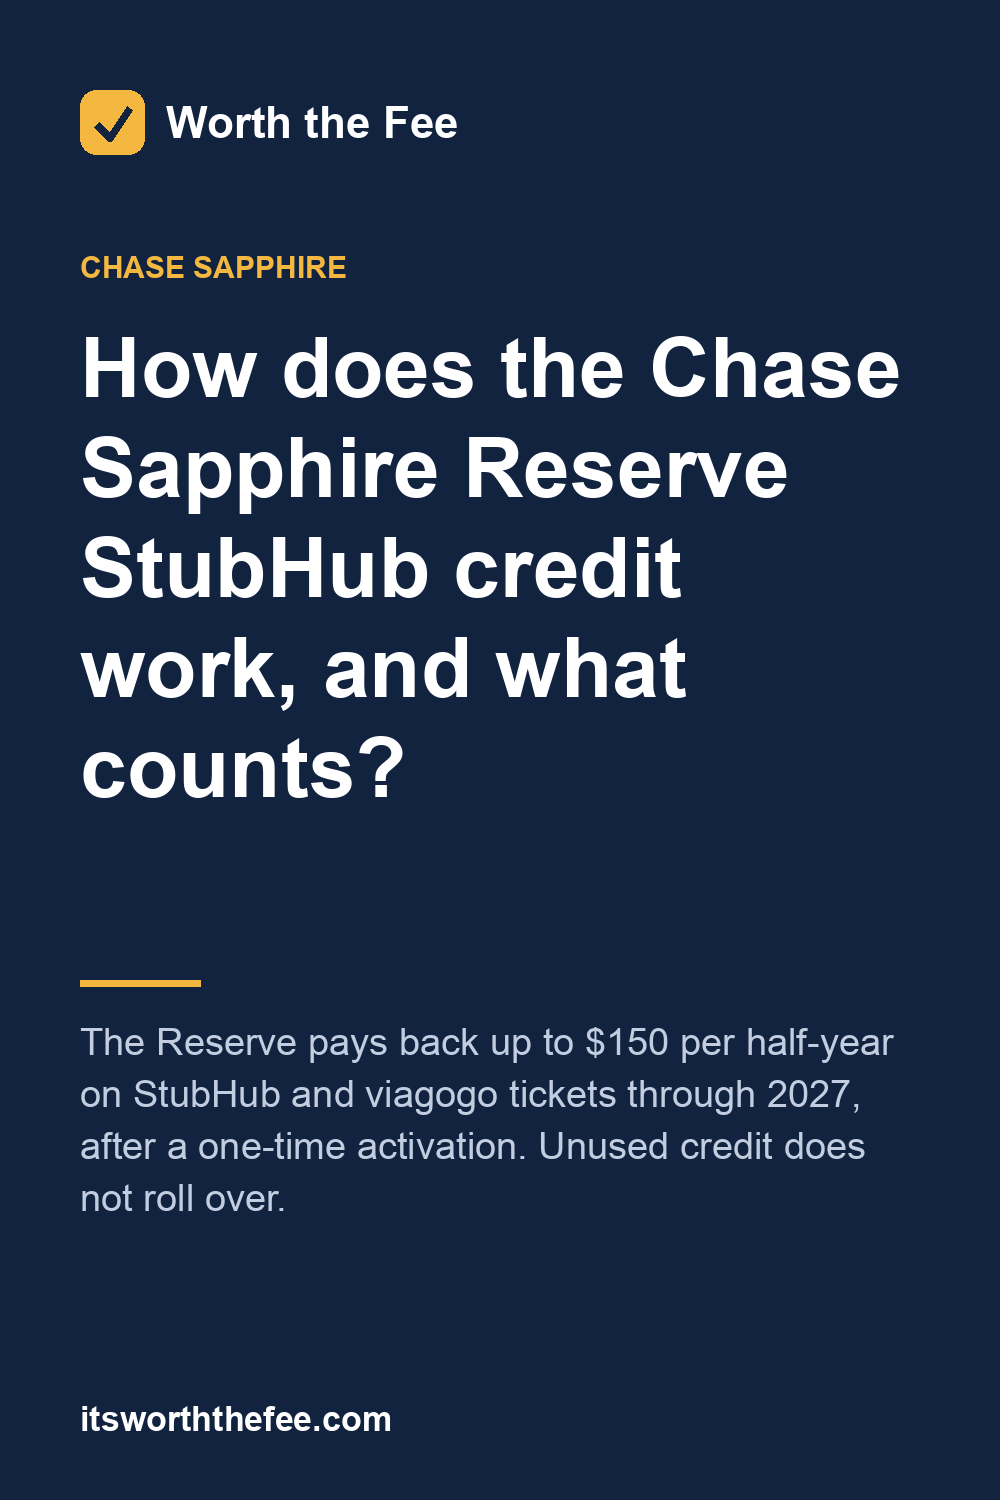 Worth the Fee
CHASE SAPPHIRE
How does the Chase
Sapphire Reserve
StubHub credit
work, and what
counts?
The Reserve pays back up to $150 per half-year
on StubHub and viagogo tickets through 2027,
after a one-time activation. Unused credit does
not roll over.
itsworththefee.com